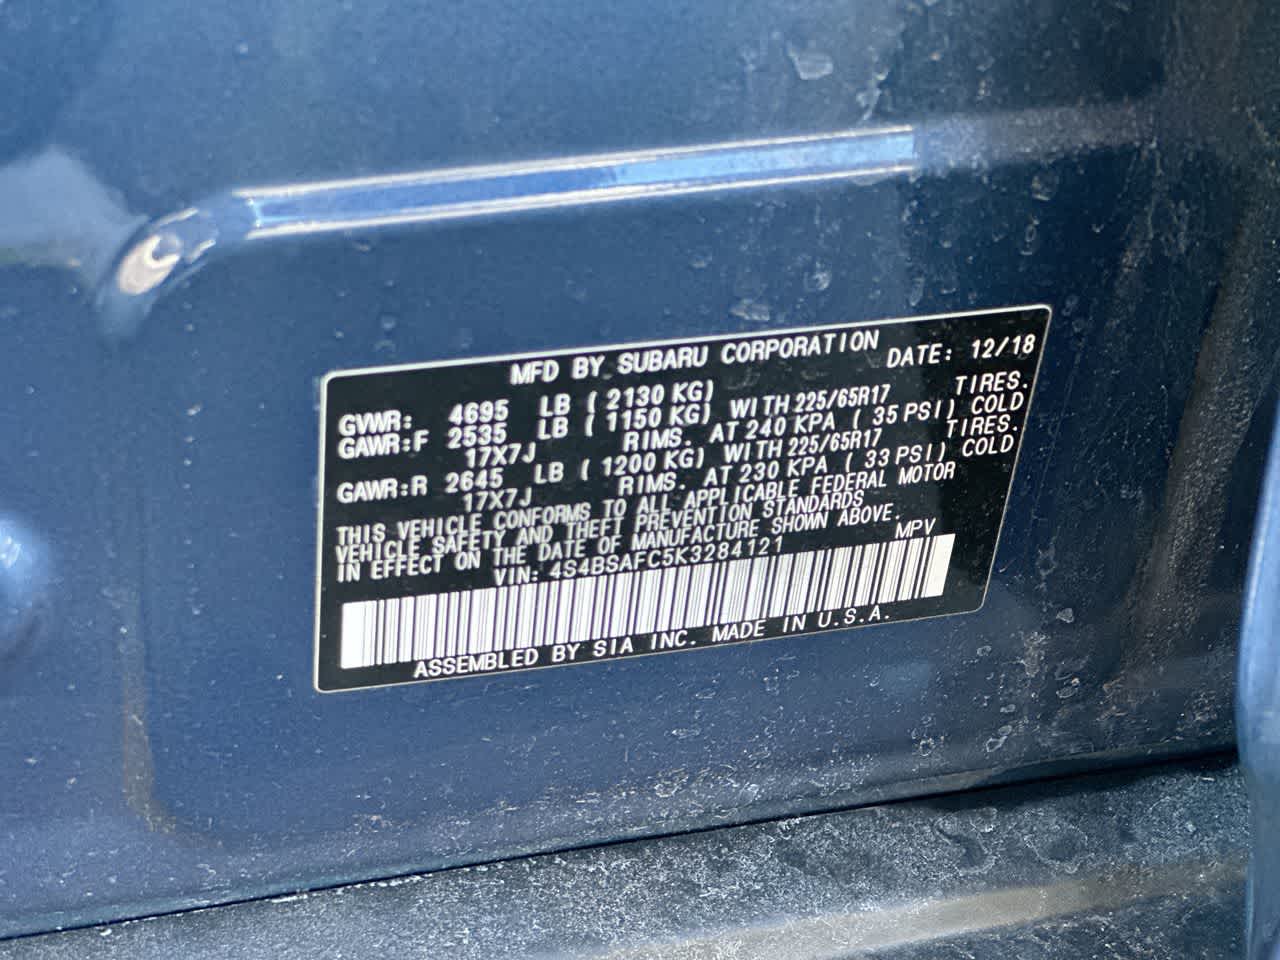 MFD BY SUBARU CORPORATION DATE: 12/18
GVWR: 4695 LB ( 2130 KG)
GAWR:F 2535 LB ( 1150 KG) WITH 225/65R17 TIRES.
17X7J RIMS. AT 240 KPA ( 35 PSI) COLD
GAWR:R 2645 LB ( 1200 KG) WITH 225/65R17 TIRES.
17X7J RIMS. AT 230 KPA ( 33 PSI) COLD
THIS VEHICLE CONFORMS TO ALL APPLICABLE FEDERAL MOTOR
VEHICLE SAFETY AND THEFT PREVENTION STANDARDS
IN EFFECT ON THE DATE OF MANUFACTURE SHOWN ABOVE.
VIN: 4S4BSAFC5K3284121 MPV
ASSEMBLED BY SIA INC. MADE IN U.S.A.